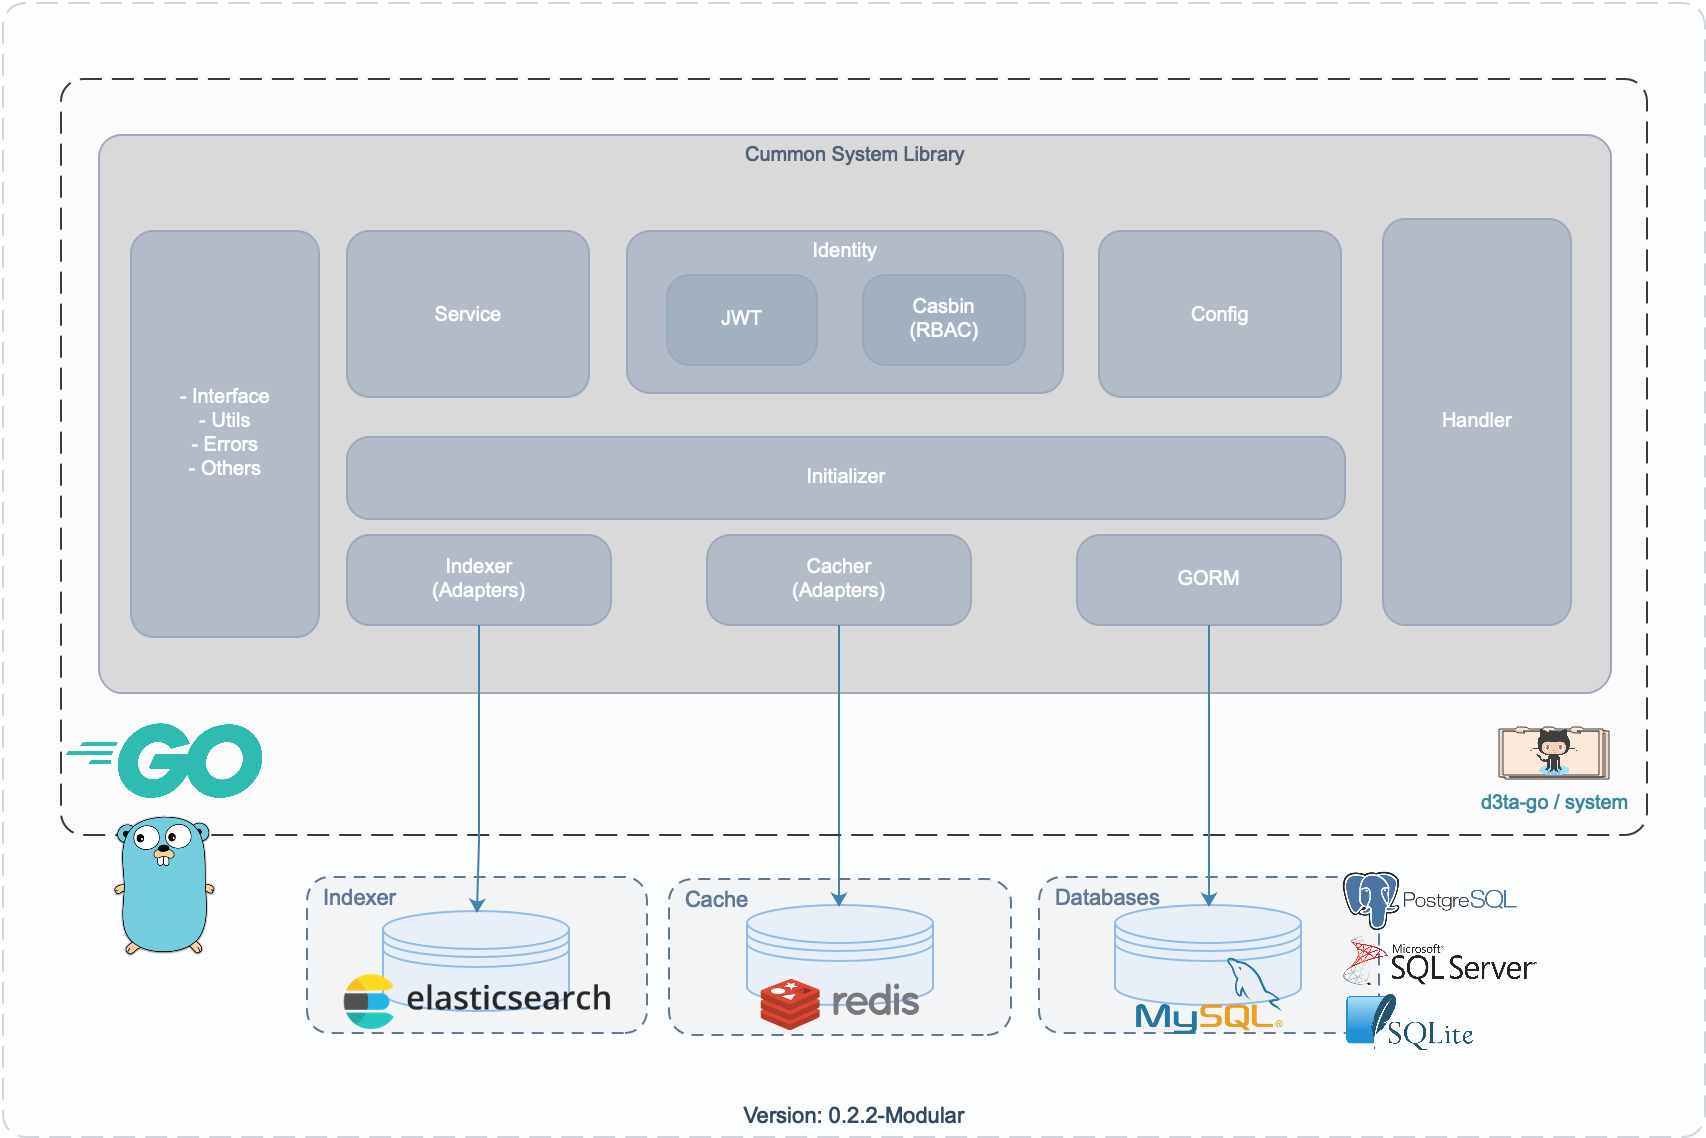 Cummon System Library
- Interface
- Utils
- Errors
- Others
Service
Identity
JWT
Casbin
(RBAC)
Config
Handler
Initializer
Indexer
(Adapters)
Cacher
(Adapters)
GORM
GO
d3ta-go / system
Indexer
elasticsearch
Cache
redis
Databases
MySQL®
PostgreSQL
Microsoft®
SQL Server
SQLite
Version: 0.2.2-Modular